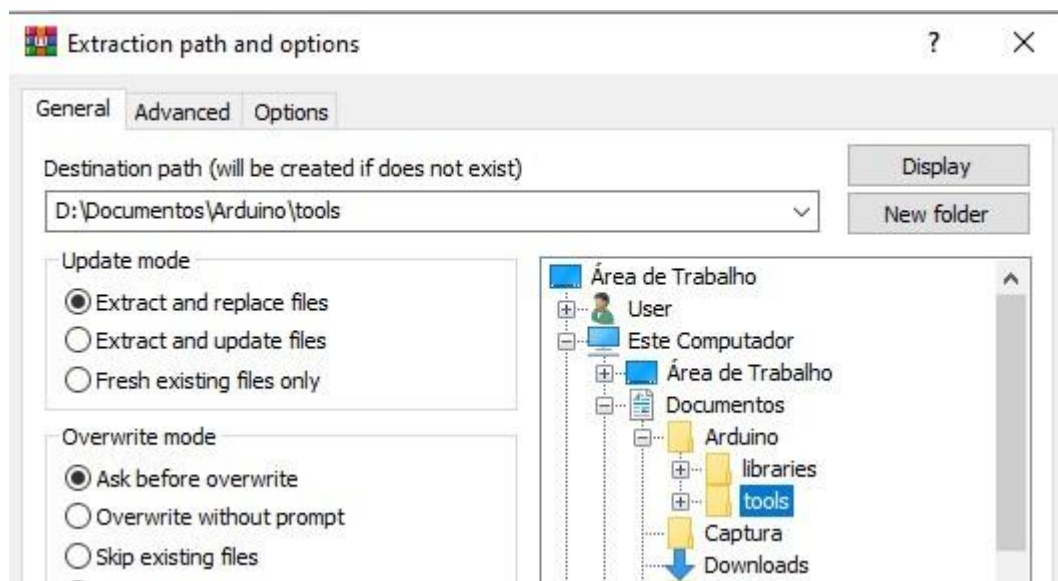 Extraction path and options
General Advanced Options
Destination path (will be created if does not exist)
D:\Documentos\Arduino\tools
Display
New folder
Update mode
Extract and replace files
Extract and update files
Fresh existing files only
Overwrite mode
Ask before overwrite
Overwrite without prompt
Skip existing files
Área de Trabalho
User
Este Computador
Área de Trabalho
Documentos
Arduino
libraries
tools
Captura
Downloads